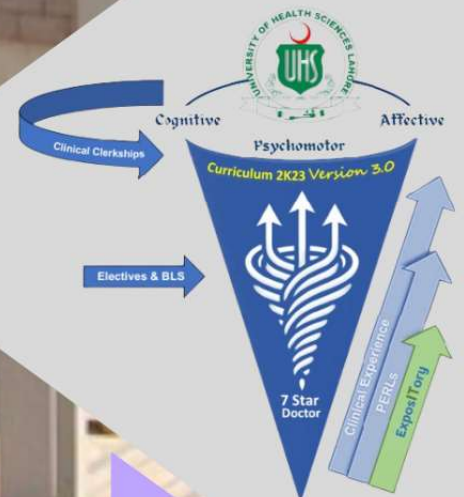 UNIVERSITY OF HEALTH SCIENCES LAHORE
UHS
Cognitive
Affective
Psychomotor
Clinical Clerkships
Curriculum 2K23 Version 3.0
Electives & BLS
7 Star
Doctor
Clinical Experience
PERLs
ExposITory